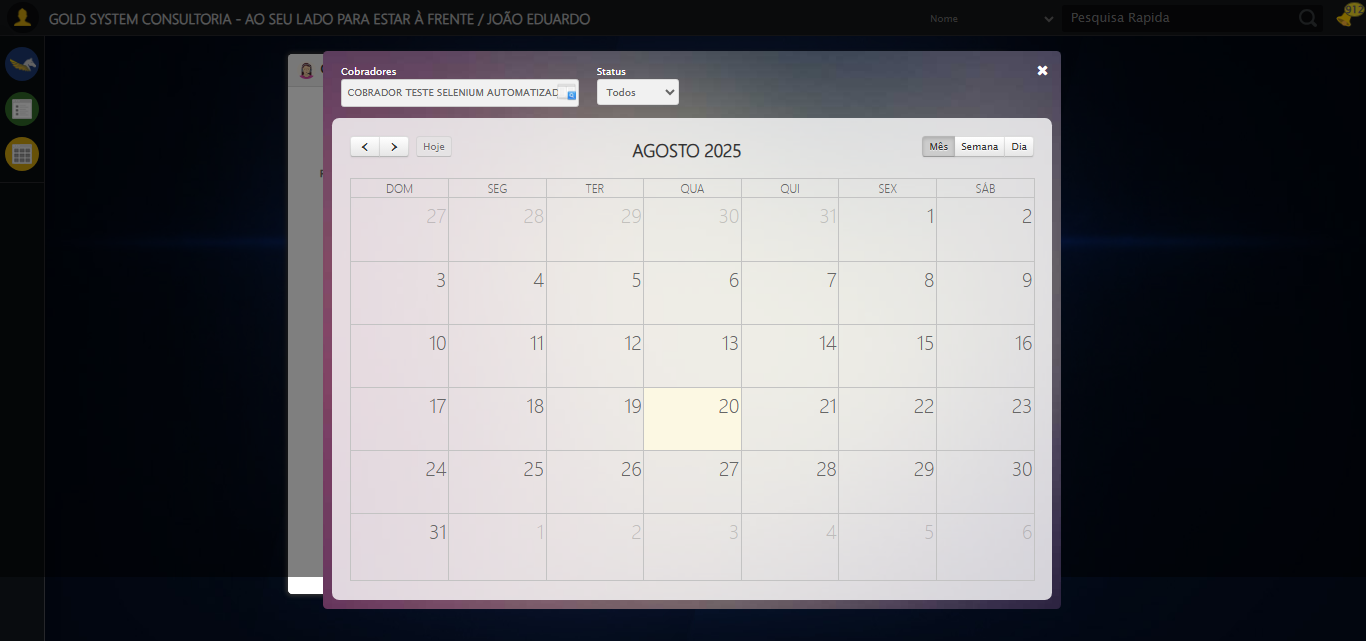 GOLD SYSTEM CONSULTORIA - AO SEU LADO PARA ESTAR À FRENTE / JOÃO EDUARDO
Nome
Pesquisa Rapida
912
Cobradores
Status
COBRADOR TESTE SELENIUM AUTOMATIZAD
Todos
Hoje
AGOSTO 2025
Mês Semana Dia
DOM SEG TER QUA QUI SEX SÁB
27 28 29 30 31 1 2
3 4 5 6 7 8 9
10 11 12 13 14 15 16
17 18 19 20 21 22 23
24 25 26 27 28 29 30
31 1 2 3 4 5 6